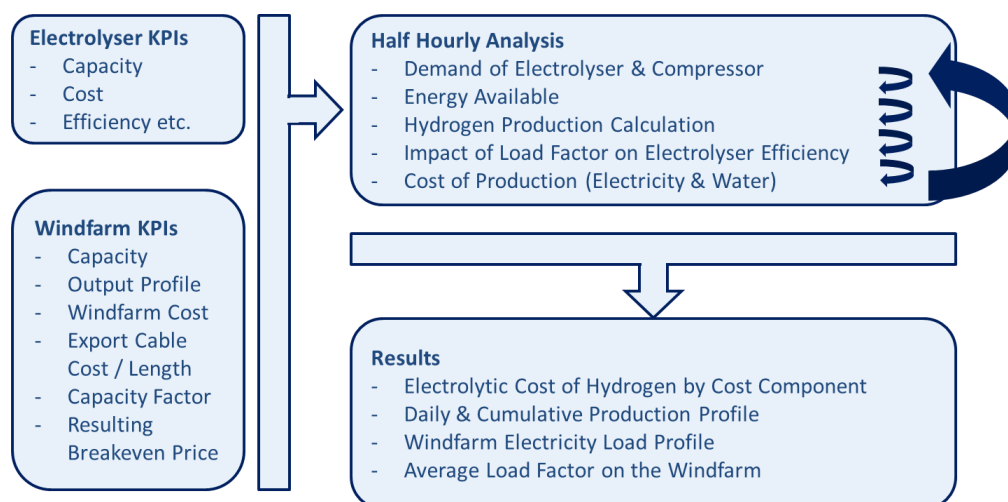 Electrolyser KPIs
- Capacity
- Cost
- Efficiency etc.
Windfarm KPIs
- Capacity
- Output Profile
- Windfarm Cost
- Export Cable
Cost / Length
- Capacity Factor
- Resulting
Breakeven Price
Half Hourly Analysis
- Demand of Electrolyser & Compressor
- Energy Available
- Hydrogen Production Calculation
- Impact of Load Factor on Electrolyser Efficiency
- Cost of Production (Electricity & Water)
Results
- Electrolytic Cost of Hydrogen by Cost Component
- Daily & Cumulative Production Profile
- Windfarm Electricity Load Profile
- Average Load Factor on the Windfarm